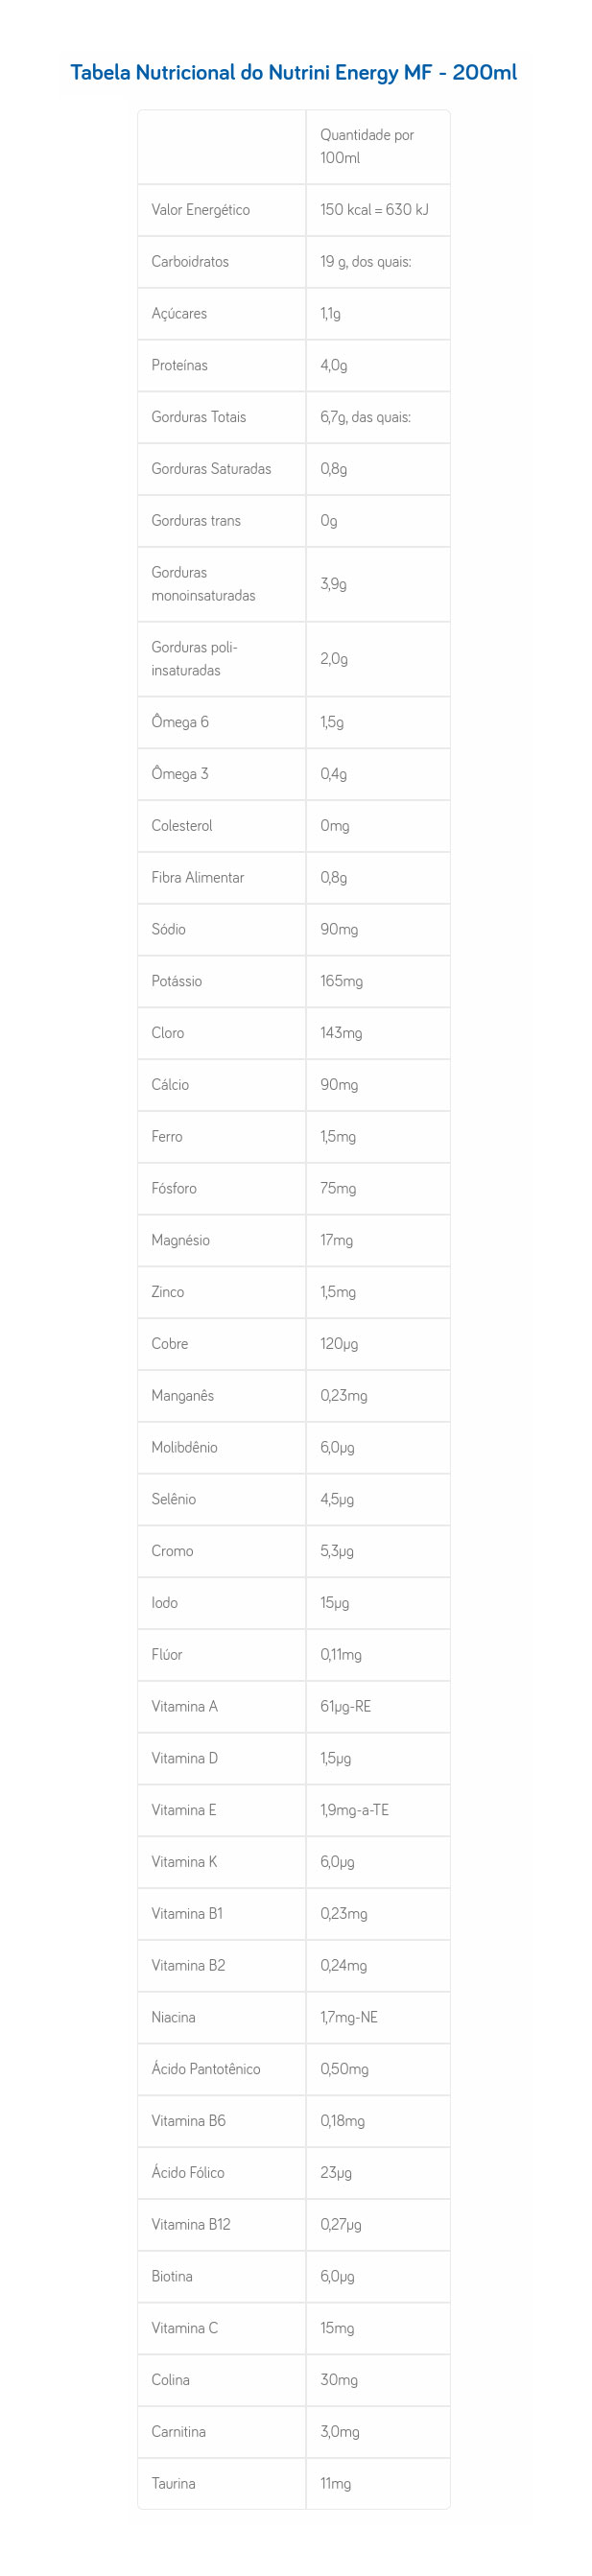 Tabela Nutricional do Nutrini Energy MF - 200ml
Quantidade por
100ml
Valor Energético 150 kcal = 630 kJ
Carboidratos 19 g, dos quais:
Açúcares 1,1g
Proteínas 4,0g
Gorduras Totais 6,7g, das quais:
Gorduras Saturadas 0,8g
Gorduras trans 0g
Gorduras
monoinsaturadas 3,9g
Gorduras poli-
insaturadas 2,0g
Ômega 6 1,5g
Ômega 3 0,4g
Colesterol 0mg
Fibra Alimentar 0,8g
Sódio 90mg
Potássio 165mg
Cloro 143mg
Cálcio 90mg
Ferro 1,5mg
Fósforo 75mg
Magnésio 17mg
Zinco 1,5mg
Cobre 120µg
Manganês 0,23mg
Molibdênio 6,0µg
Selênio 4,5µg
Cromo 5,3µg
Iodo 15µg
Flúor 0,11mg
Vitamina A 61µg-RE
Vitamina D 1,5µg
Vitamina E 1,9mg-a-TE
Vitamina K 6,0µg
Vitamina B1 0,23mg
Vitamina B2 0,24mg
Niacina 1,7mg-NE
Ácido Pantotênico 0,50mg
Vitamina B6 0,18mg
Ácido Fólico 23µg
Vitamina B12 0,27µg
Biotina 6,0µg
Vitamina C 15mg
Colina 30mg
Carnitina 3,0mg
Taurina 11mg